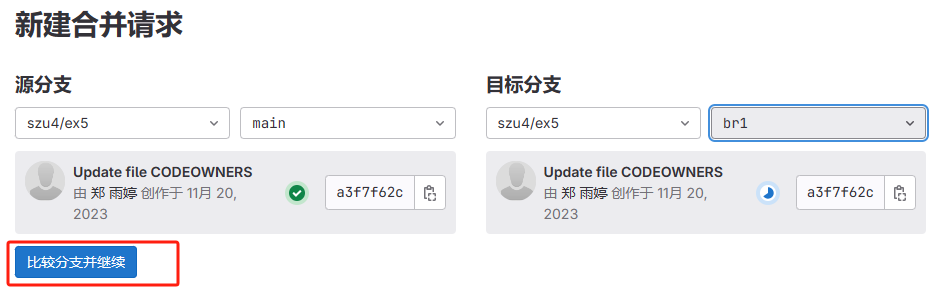 新建合并请求
源分支
目标分支
szu4/ex5
main
szu4/ex5
br1
Update file CODEOWNERS
由 郑 雨婷 创作于 11月 20,
2023
a3f7f62c
Update file CODEOWNERS
由 郑 雨婷 创作于 11月 20,
2023
a3f7f62c
比较分支并继续